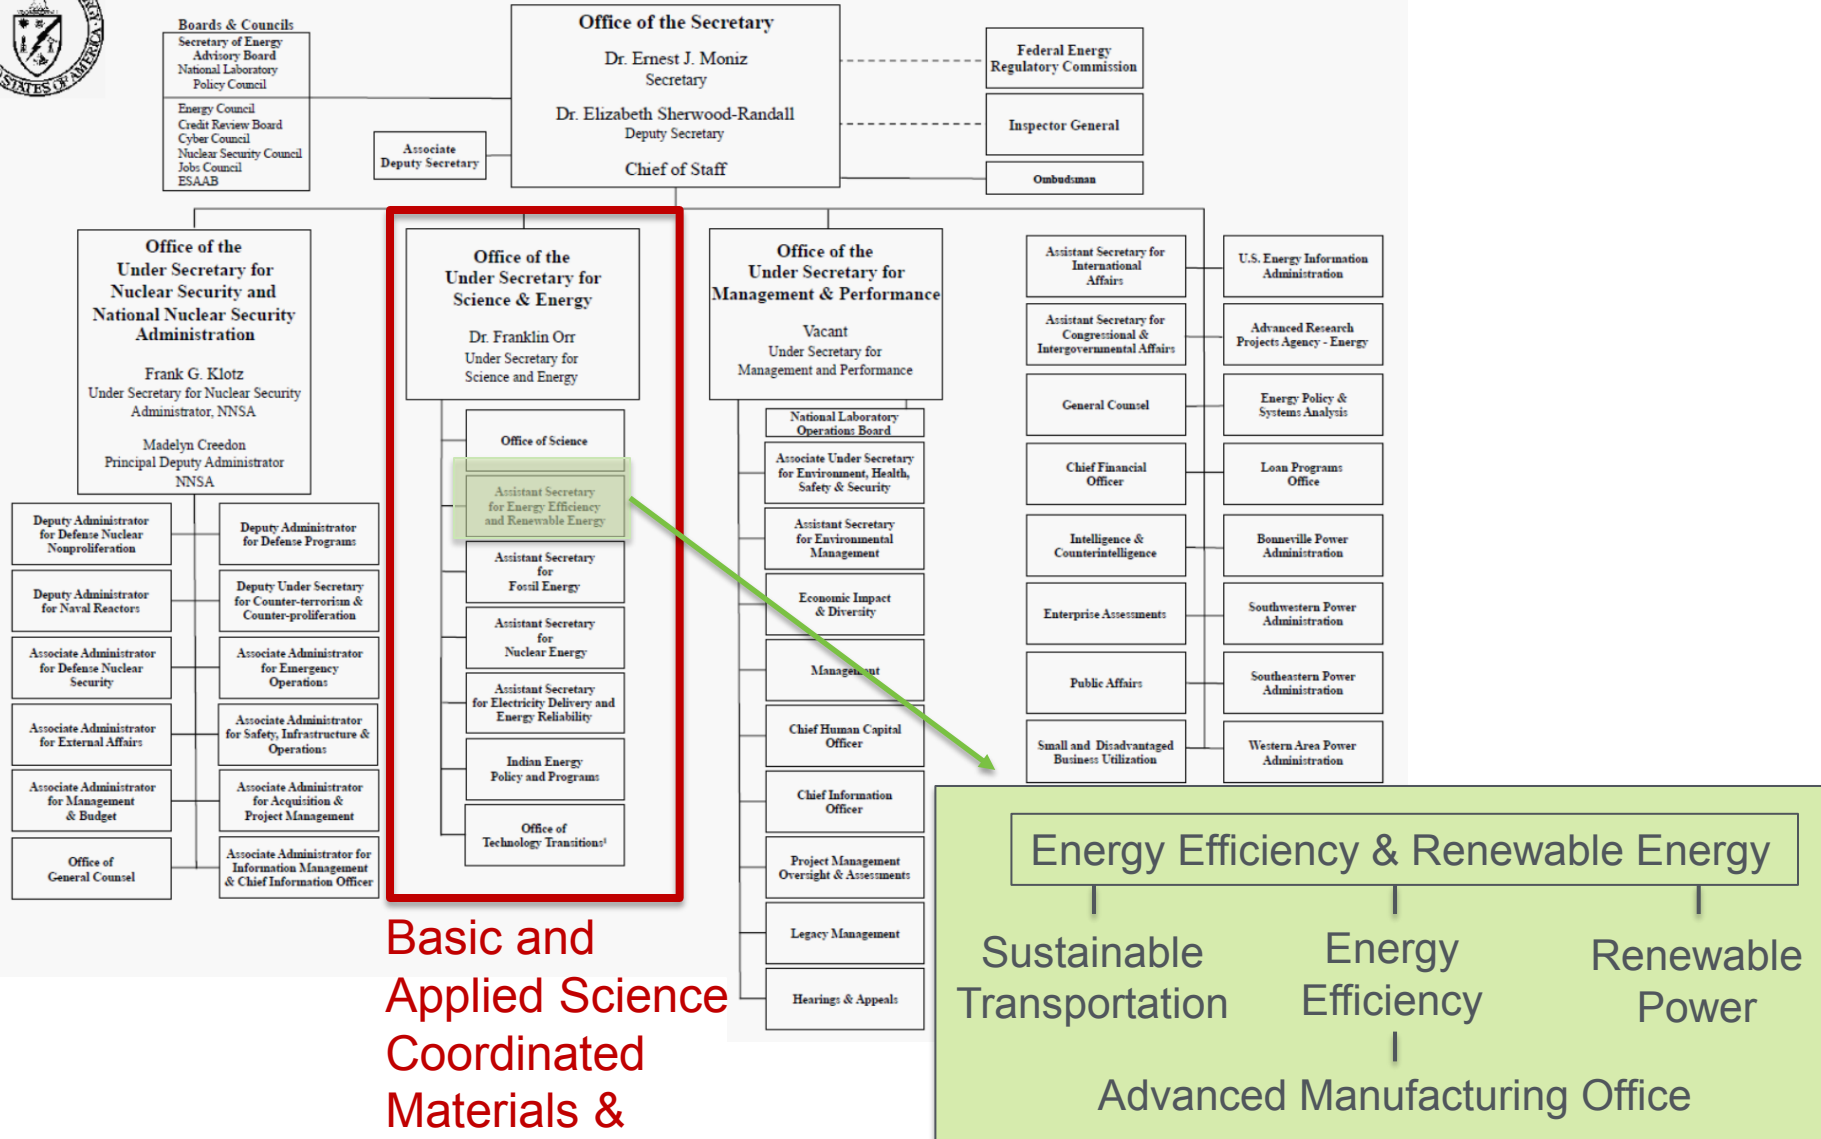 ERGY
STATES OF AMERICA
Boards & Councils
Secretary of Energy
Advisory Board
National Laboratory
Policy Council
Energy Council
Credit Review Board
Cyber Council
Nuclear Security Council
Jobs Council
ESAAB
Associate
Deputy Secretary
Office of the Secretary
Dr. Ernest J. Moniz
Secretary
Dr. Elizabeth Sherwood-Randall
Deputy Secretary
Chief of Staff
Federal Energy
Regulatory Commission
Inspector General
Ombudsman
Office of the
Under Secretary for
Nuclear Security and
National Nuclear Security
Administration
Frank G. Klotz
Under Secretary for Nuclear Security
Administrator, NNSA
Madelyn Creedon
Principal Deputy Administrator
NNSA
Deputy Administrator
for Defense Nuclear
Nonproliferation
Deputy Administrator
for Defense Programs
Deputy Administrator
for Naval Reactors
Deputy Under Secretary
for Counter-terrorism &
Counter-proliferation
Associate Administrator
for Defense Nuclear
Security
Associate Administrator
for Emergency
Operations
Associate Administrator
for External Affairs
Associate Administrator
for Safety, Infrastructure &
Operations
Associate Administrator
for Management
& Budget
Associate Administrator
for Acquisition &
Project Management
Office of
General Counsel
Associate Administrator for
Information Management
& Chief Information Officer
Office of the
Under Secretary for
Science & Energy
Dr. Franklin Orr
Under Secretary for
Science and Energy
Office of Science
Assistant Secretary
for Energy Efficiency
and Renewable Energy
Assistant Secretary
for
Fossil Energy
Assistant Secretary
for
Nuclear Energy
Assistant Secretary
for Electricity Delivery and
Energy Reliability
Indian Energy
Policy and Programs
Office of
Technology Transitions¹
Basic and
Applied Science
Coordinated
Materials &
Office of the
Under Secretary for
Management & Performance
Vacant
Under Secretary for
Management and Performance
National Laboratory
Operations Board
Associate Under Secretary
for Environment, Health,
Safety & Security
Assistant Secretary
for Environmental
Management
Economic Impact
& Diversity
Management
Chief Human Capital
Officer
Chief Information
Officer
Project Management
Oversight & Assessments
Legacy Management
Hearings & Appeals
Assistant Secretary for
International
Affairs
U.S. Energy Information
Administration
Assistant Secretary for
Congressional &
Intergovernmental Affairs
Advanced Research
Projects Agency - Energy
General Counsel
Energy Policy &
Systems Analysis
Chief Financial
Officer
Loan Programs
Office
Intelligence &
Counterintelligence
Bonneville Power
Administration
Enterprise Assessments
Southwestern Power
Administration
Public Affairs
Southeastern Power
Administration
Small and Disadvantaged
Business Utilization
Western Area Power
Administration
Energy Efficiency & Renewable Energy
Sustainable
Transportation
Energy
Efficiency
Renewable
Power
Advanced Manufacturing Office